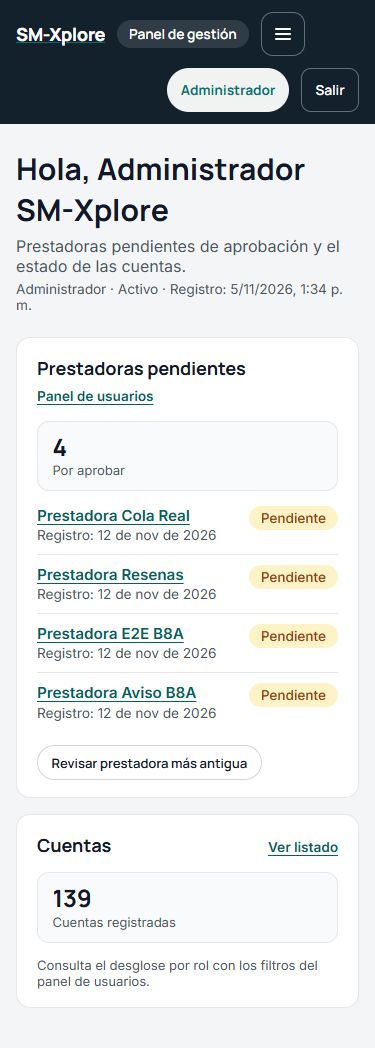 SM-Xplore
Panel de gestión
Administrador
Salir
Hola, Administrador
SM-Xplore
Prestadoras pendientes de aprobación y el
estado de las cuentas.
Administrador · Activo · Registro: 5/11/2026, 1:34 p.
m.
Prestadoras pendientes
Panel de usuarios
4
Por aprobar
Prestadora Cola Real
Pendiente
Registro: 12 de nov de 2026
Prestadora Resenas
Pendiente
Registro: 12 de nov de 2026
Prestadora E2E B8A
Pendiente
Registro: 12 de nov de 2026
Prestadora Aviso B8A
Pendiente
Registro: 12 de nov de 2026
Revisar prestadora más antigua
Cuentas
Ver listado
139
Cuentas registradas
Consulta el desglose por rol con los filtros del
panel de usuarios.